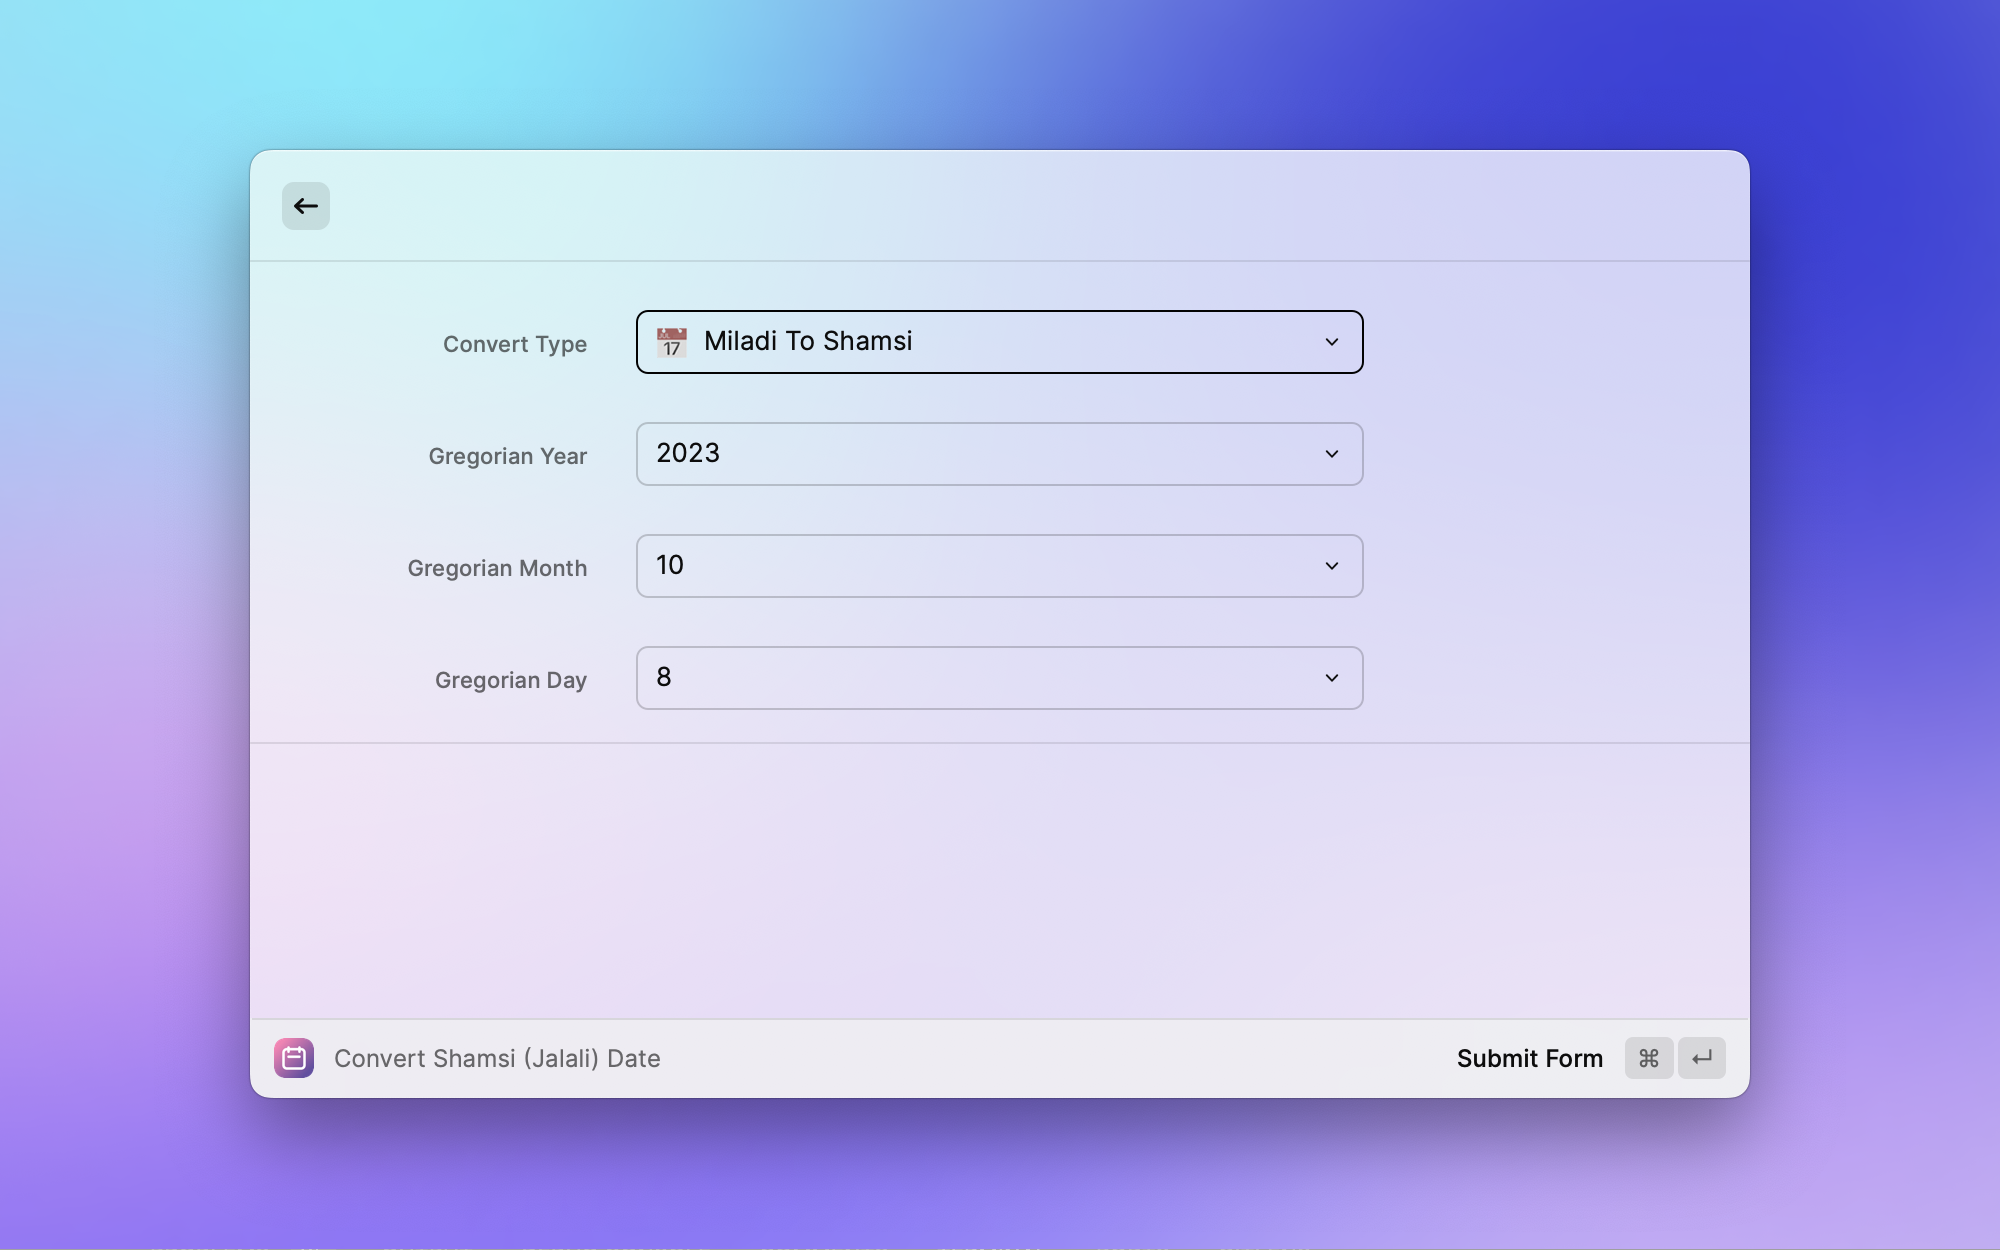 Convert Type
Miladi To Shamsi
Gregorian Year
2023
Gregorian Month
10
Gregorian Day
8
Convert Shamsi (Jalali) Date
Submit Form ⌘ ↵